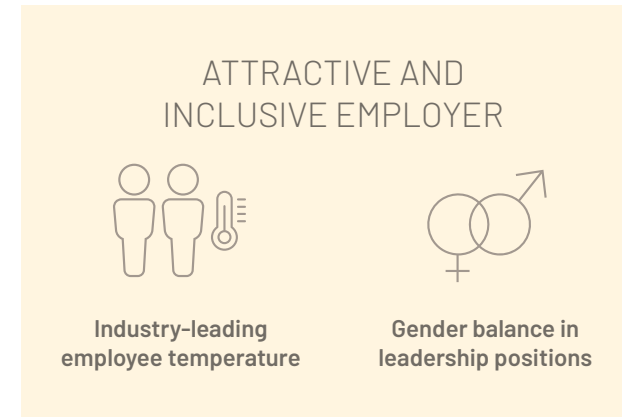 ATTRACTIVE AND
INCLUSIVE EMPLOYER
Industry-leading
employee temperature
Gender balance in
leadership positions